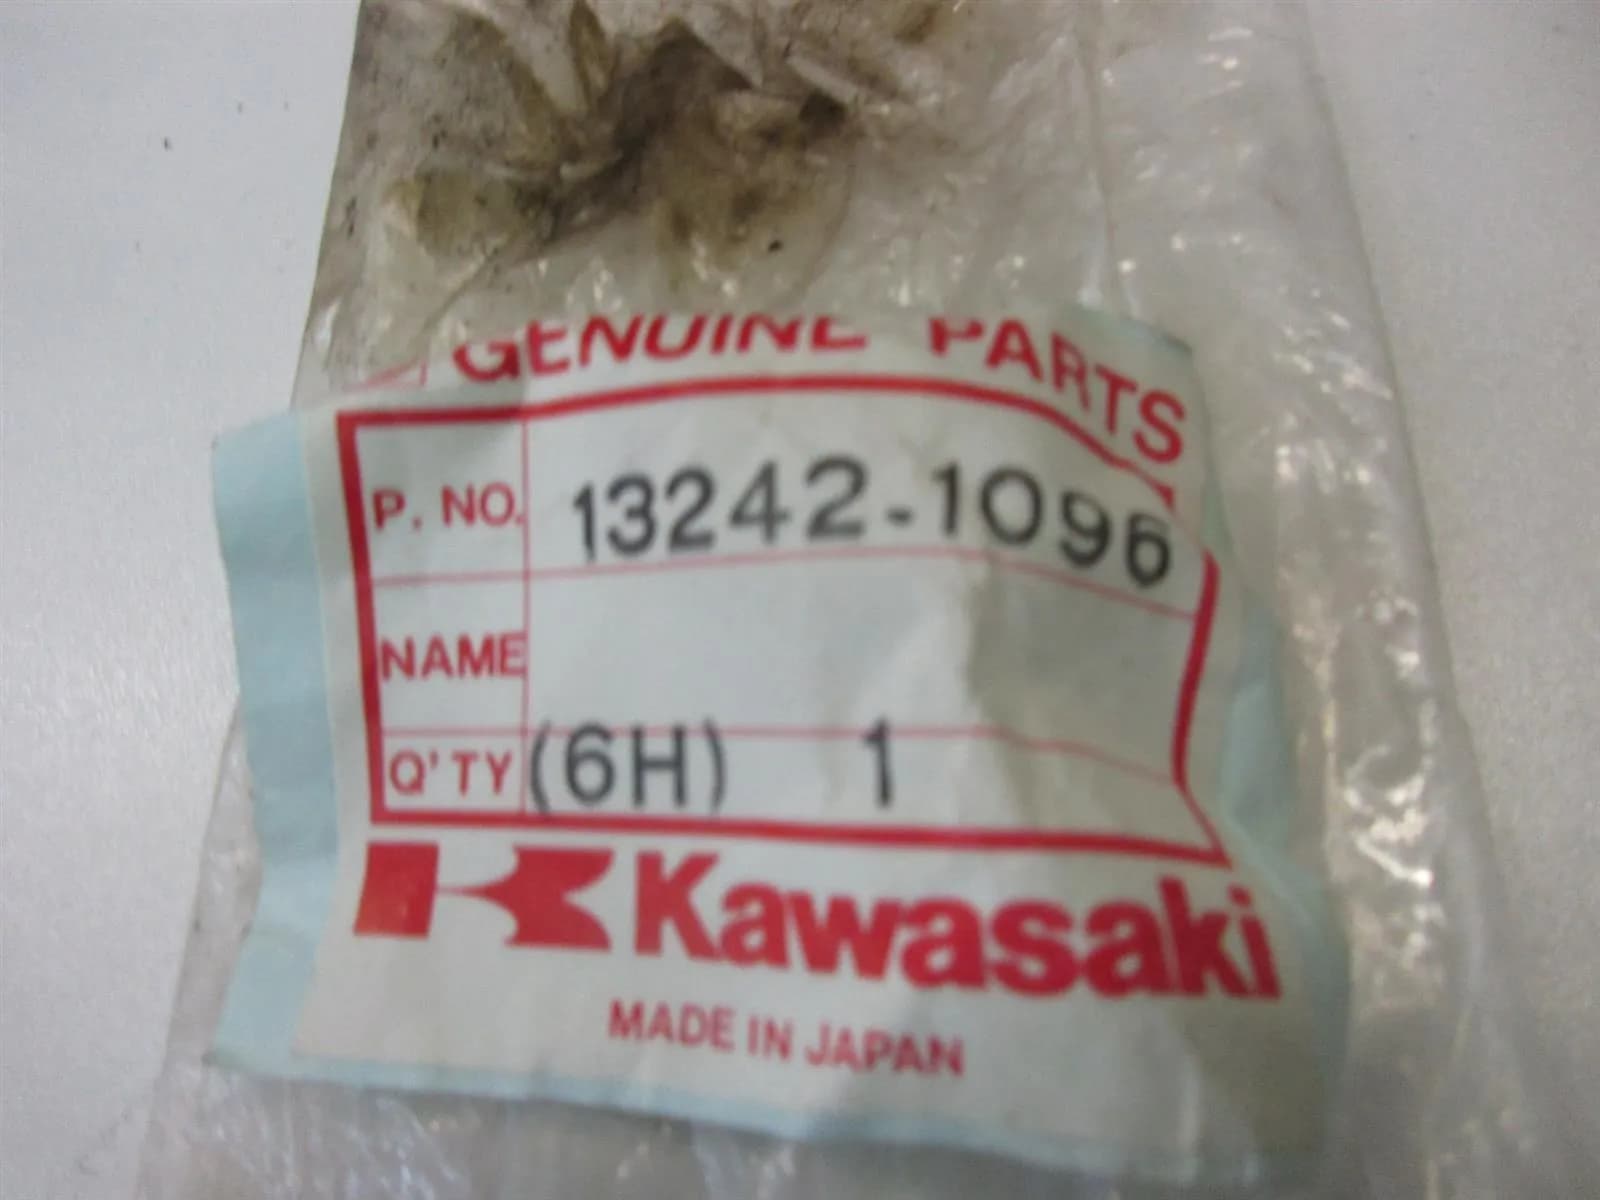 GENUINE PARTS
P. NO. 13242-1096
NAME
Q'TY (6H) 1
Kawasaki
MADE IN JAPAN